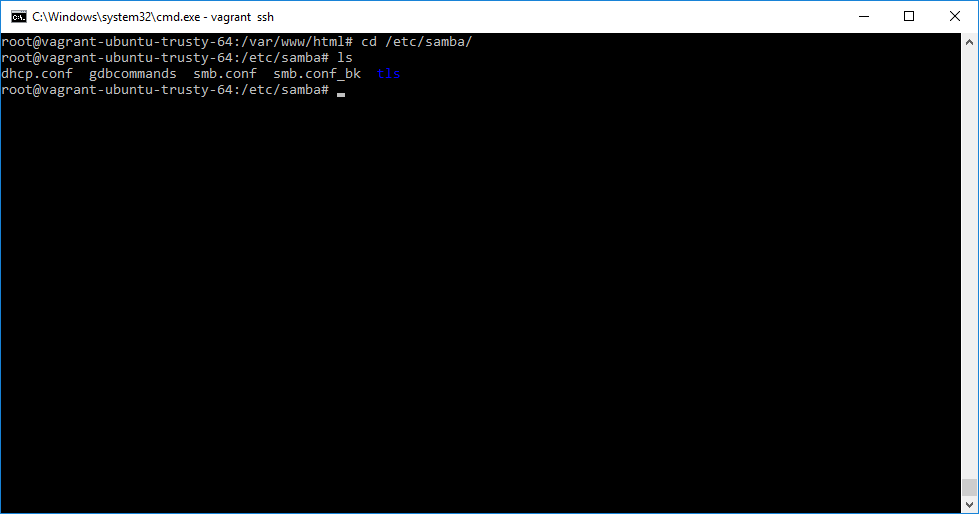 C:\Windows\system32\cmd.exe - vagrant  ssh
root@vagrant-ubuntu-trusty-64:/var/www/html# cd /etc/samba/
root@vagrant-ubuntu-trusty-64:/etc/samba# ls
dhcp.conf  gdbcommands  smb.conf  smb.conf_bk  tls
root@vagrant-ubuntu-trusty-64:/etc/samba#